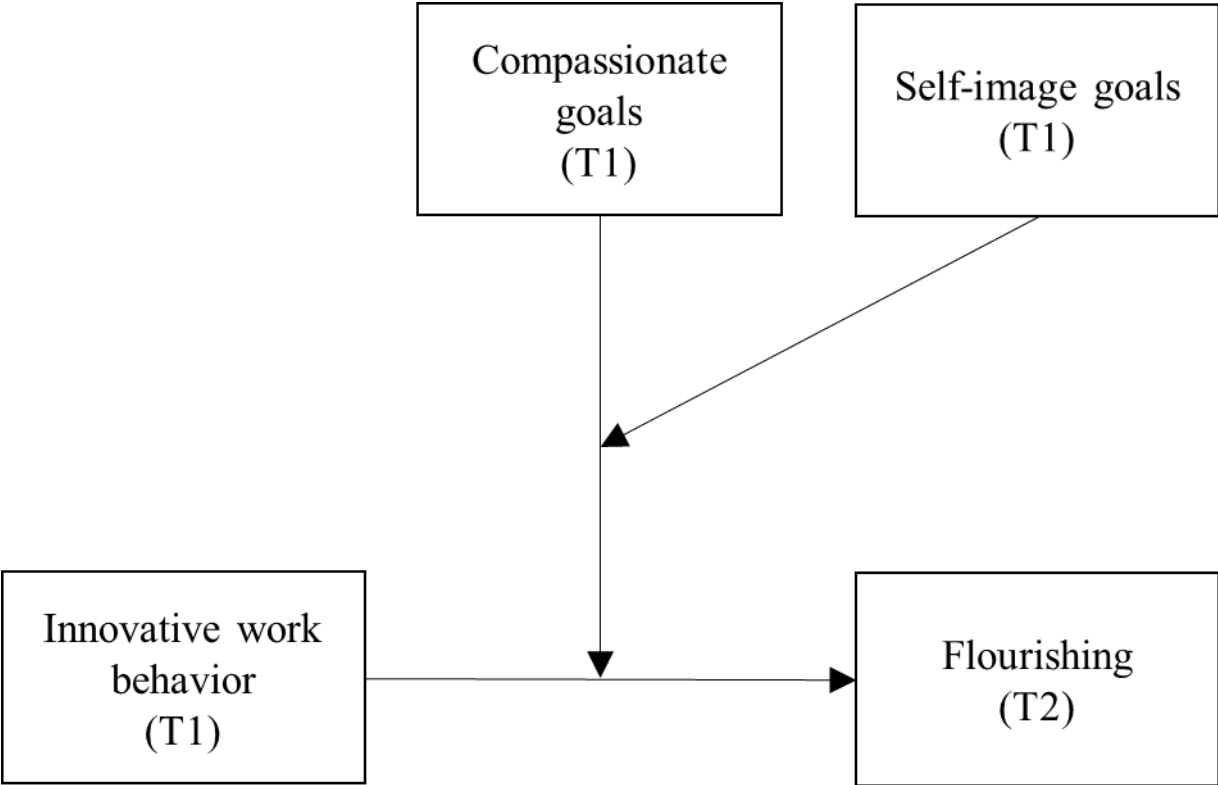 Compassionate
goals
(T1)
Self-image goals
(T1)
Innovative work
behavior
(T1)
Flourishing
(T2)